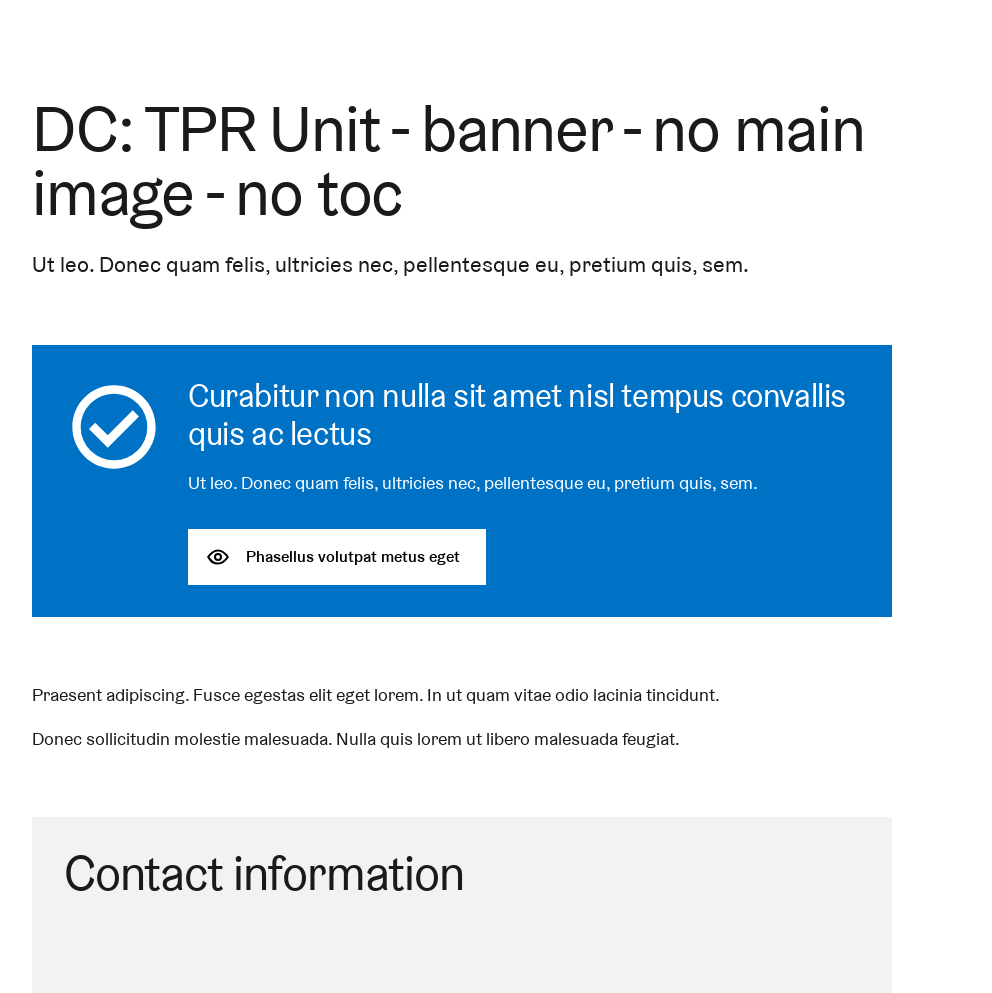 DC: TPR Unit - banner - no main
image - no toc
Ut leo. Donec quam felis, ultricies nec, pellentesque eu, pretium quis, sem.
Curabitur non nulla sit amet nisl tempus convallis
quis ac lectus
Ut leo. Donec quam felis, ultricies nec, pellentesque eu, pretium quis, sem.
Phasellus volutpat metus eget
Praesent adipiscing. Fusce egestas elit eget lorem. In ut quam vitae odio lacinia tincidunt.
Donec sollicitudin molestie malesuada. Nulla quis lorem ut libero malesuada feugiat.
Contact information